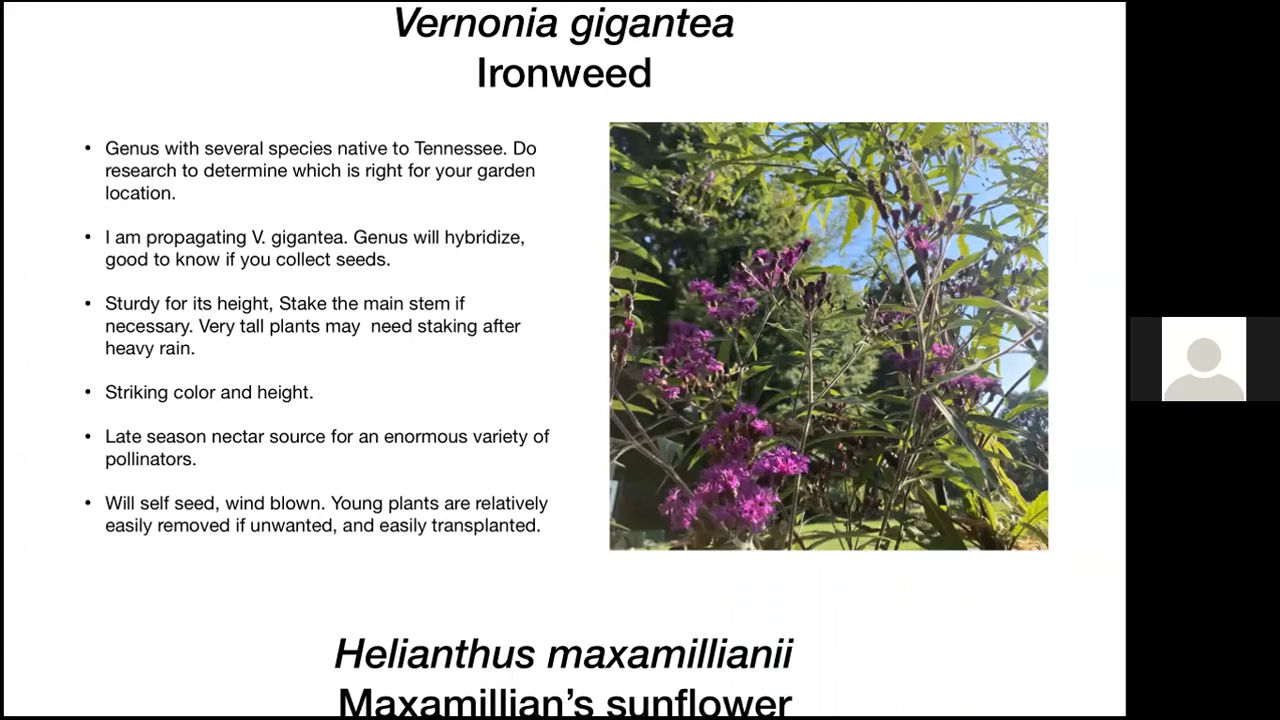 Vernonia gigantea
Ironweed
• Genus with several species native to Tennessee. Do
research to determine which is right for your garden
location.
• I am propagating V. gigantea. Genus will hybridize,
good to know if you collect seeds.
• Sturdy for its height, Stake the main stem if
necessary. Very tall plants may  need staking after
heavy rain.
• Striking color and height.
• Late season nectar source for an enormous variety of
pollinators.
• Will self seed, wind blown. Young plants are relatively
easily removed if unwanted, and easily transplanted.
Helianthus maxamillianii
Maxamillian’s sunflower